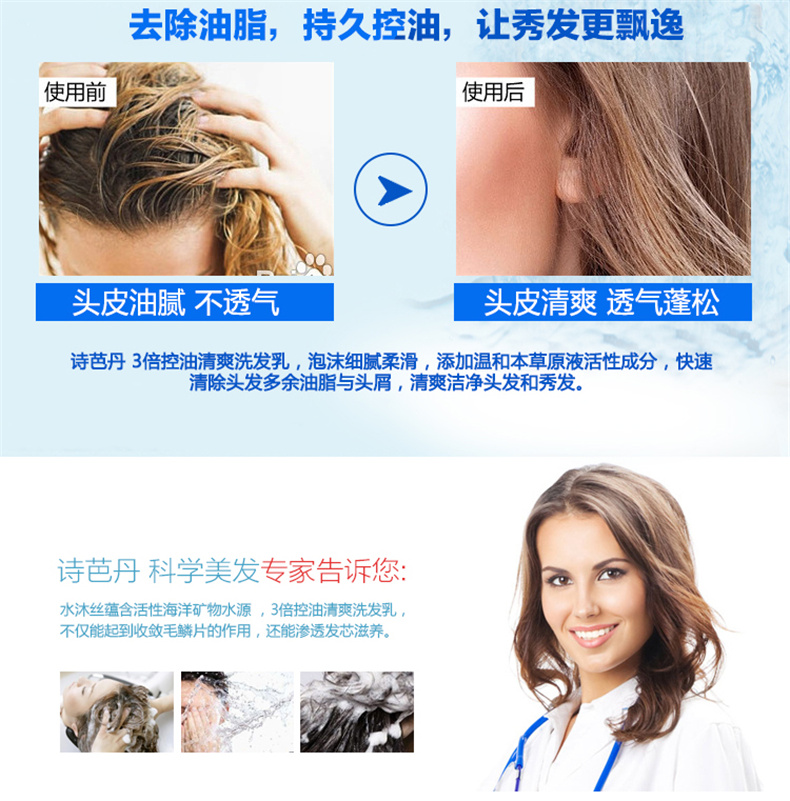 去除油脂，持久控油，让秀发更飘逸
使用前
使用后
头皮油腻 不透气
头皮清爽 透气蓬松
诗芭丹 3倍控油清爽洗发乳，泡沫细腻柔滑，添加温和本草原液活性成分，快速
清除头发多余油脂与头屑，清爽洁净头发和秀发。
诗芭丹 科学美发专家告诉您:
水沐丝蕴含活性海洋矿物水源 ，3倍控油清爽洗发乳，
不仅能起到收敛毛鳞片的作用，还能渗透发芯滋养。